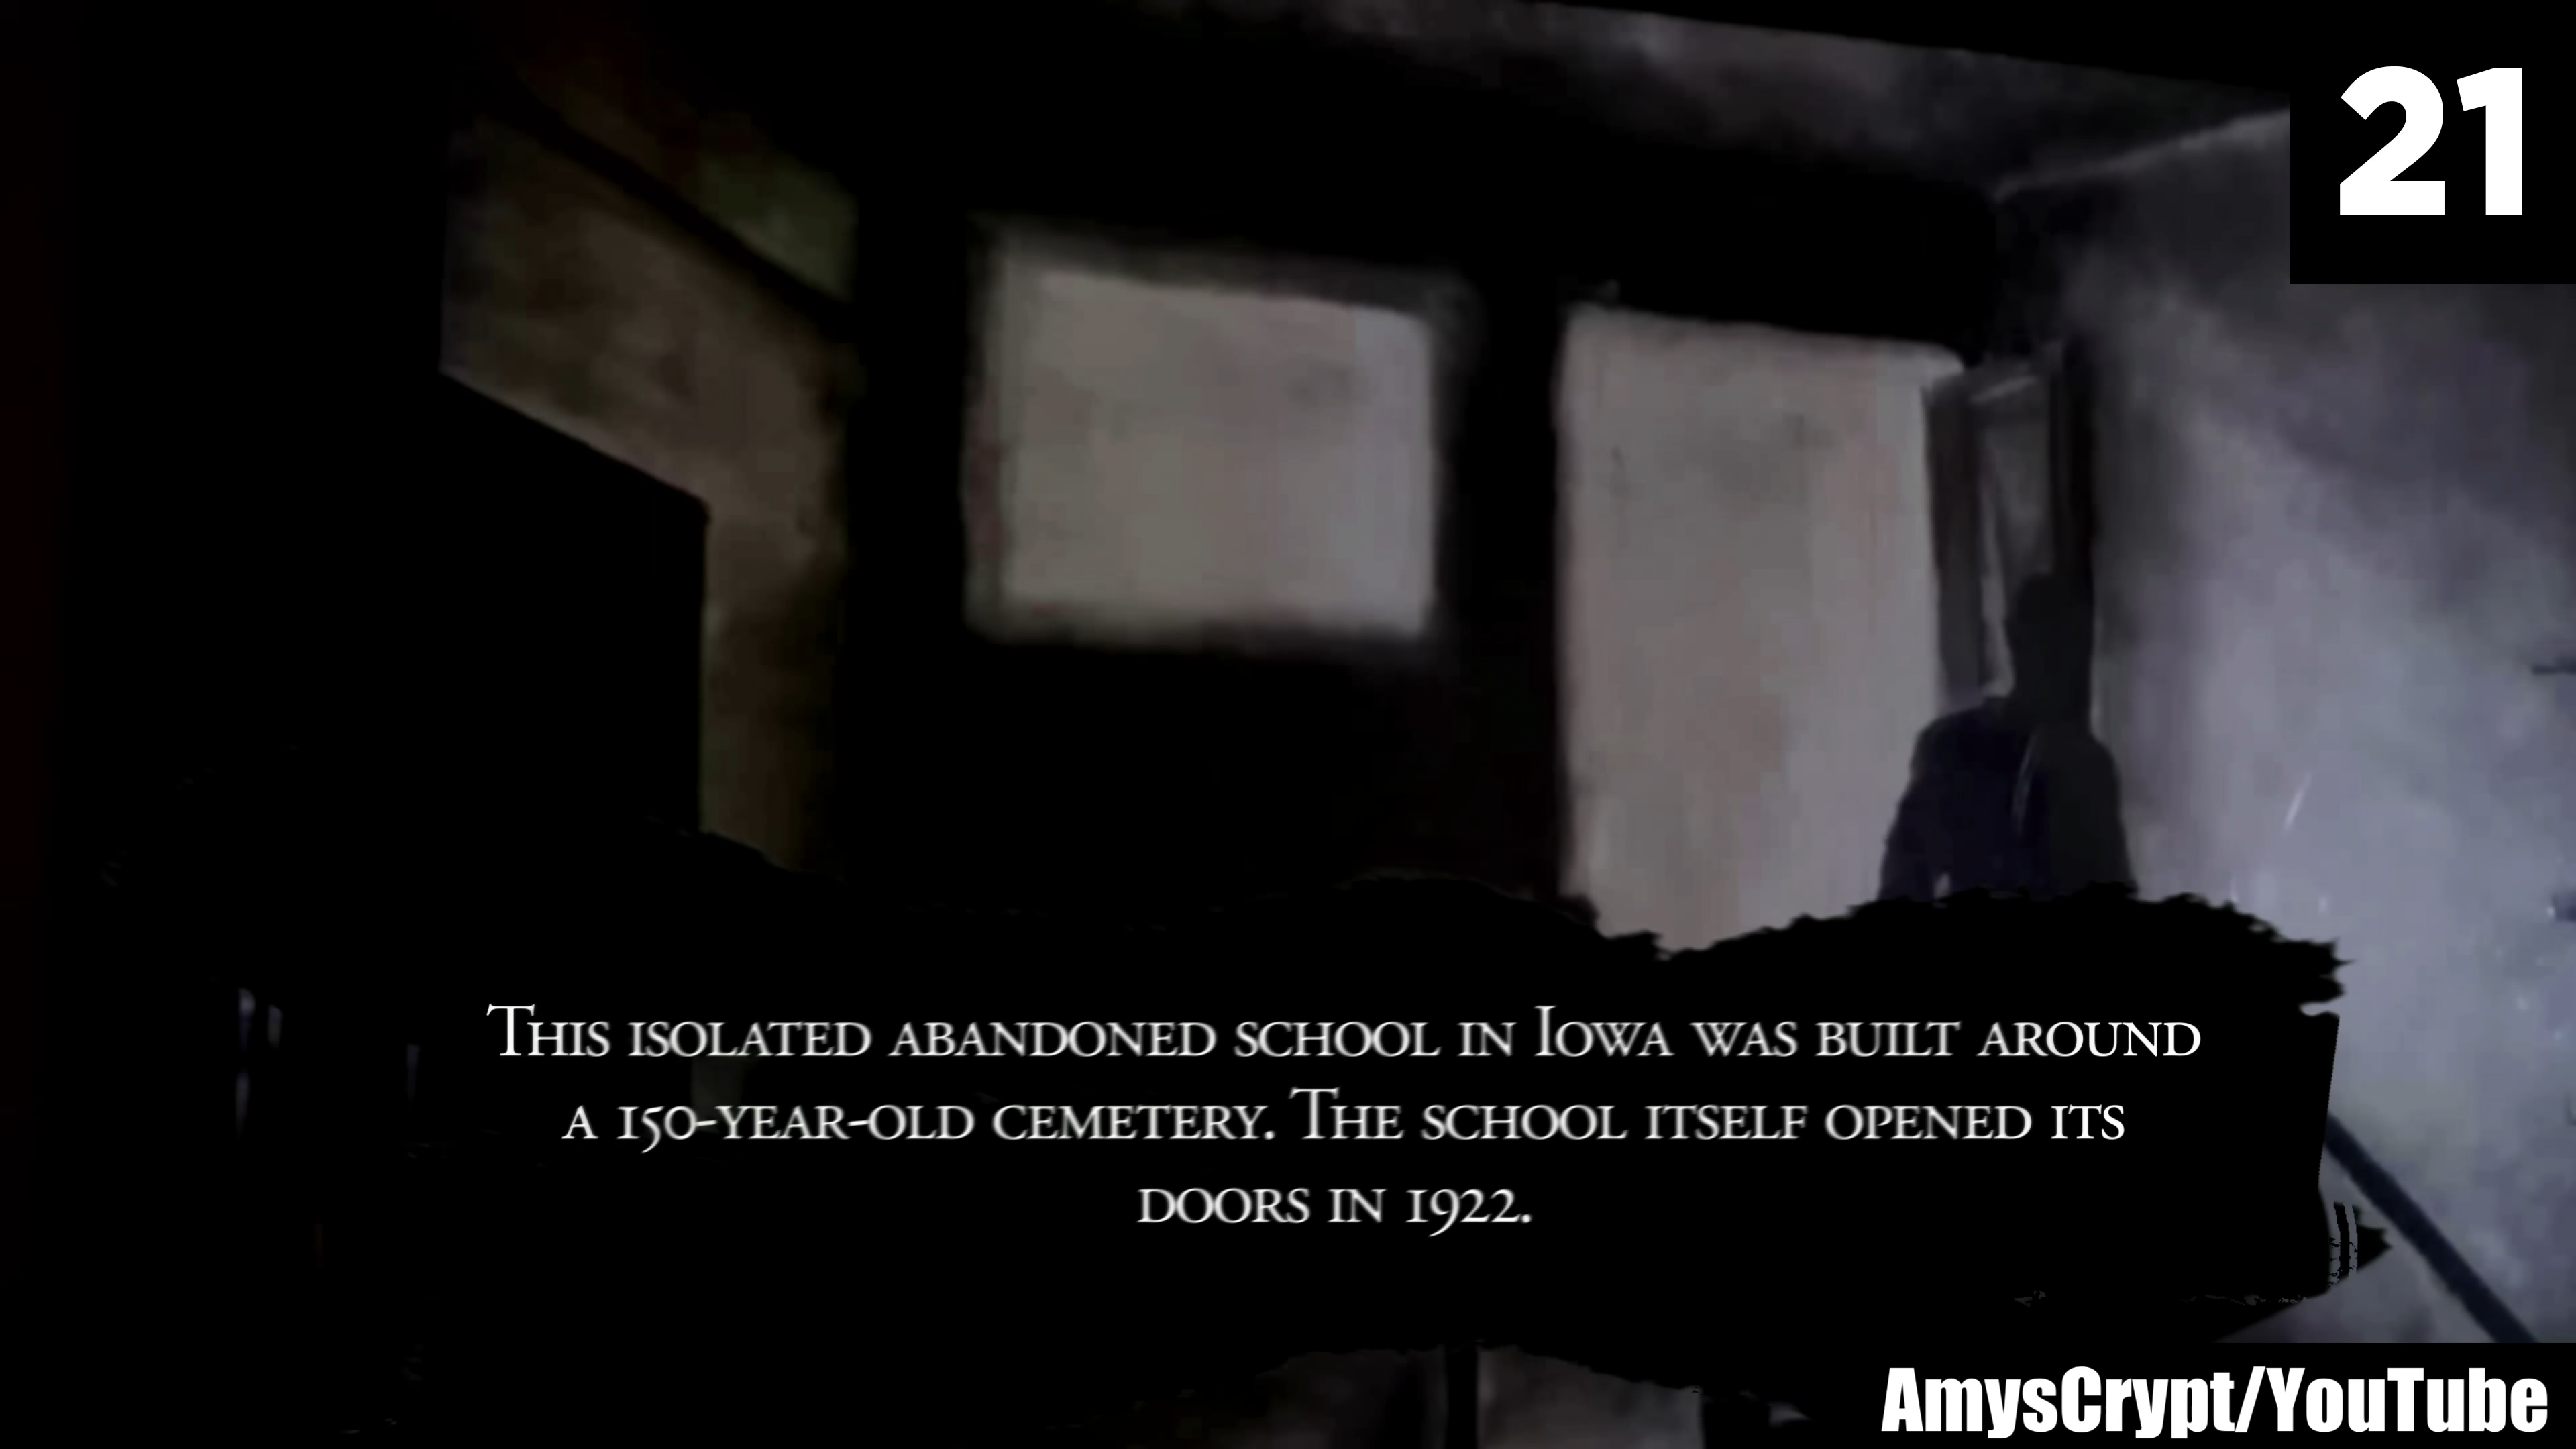 21
This isolated abandoned school in Iowa was built around
a 150-year-old cemetery. The school itself opened its
doors in 1922.
AmysCrypt/YouTube